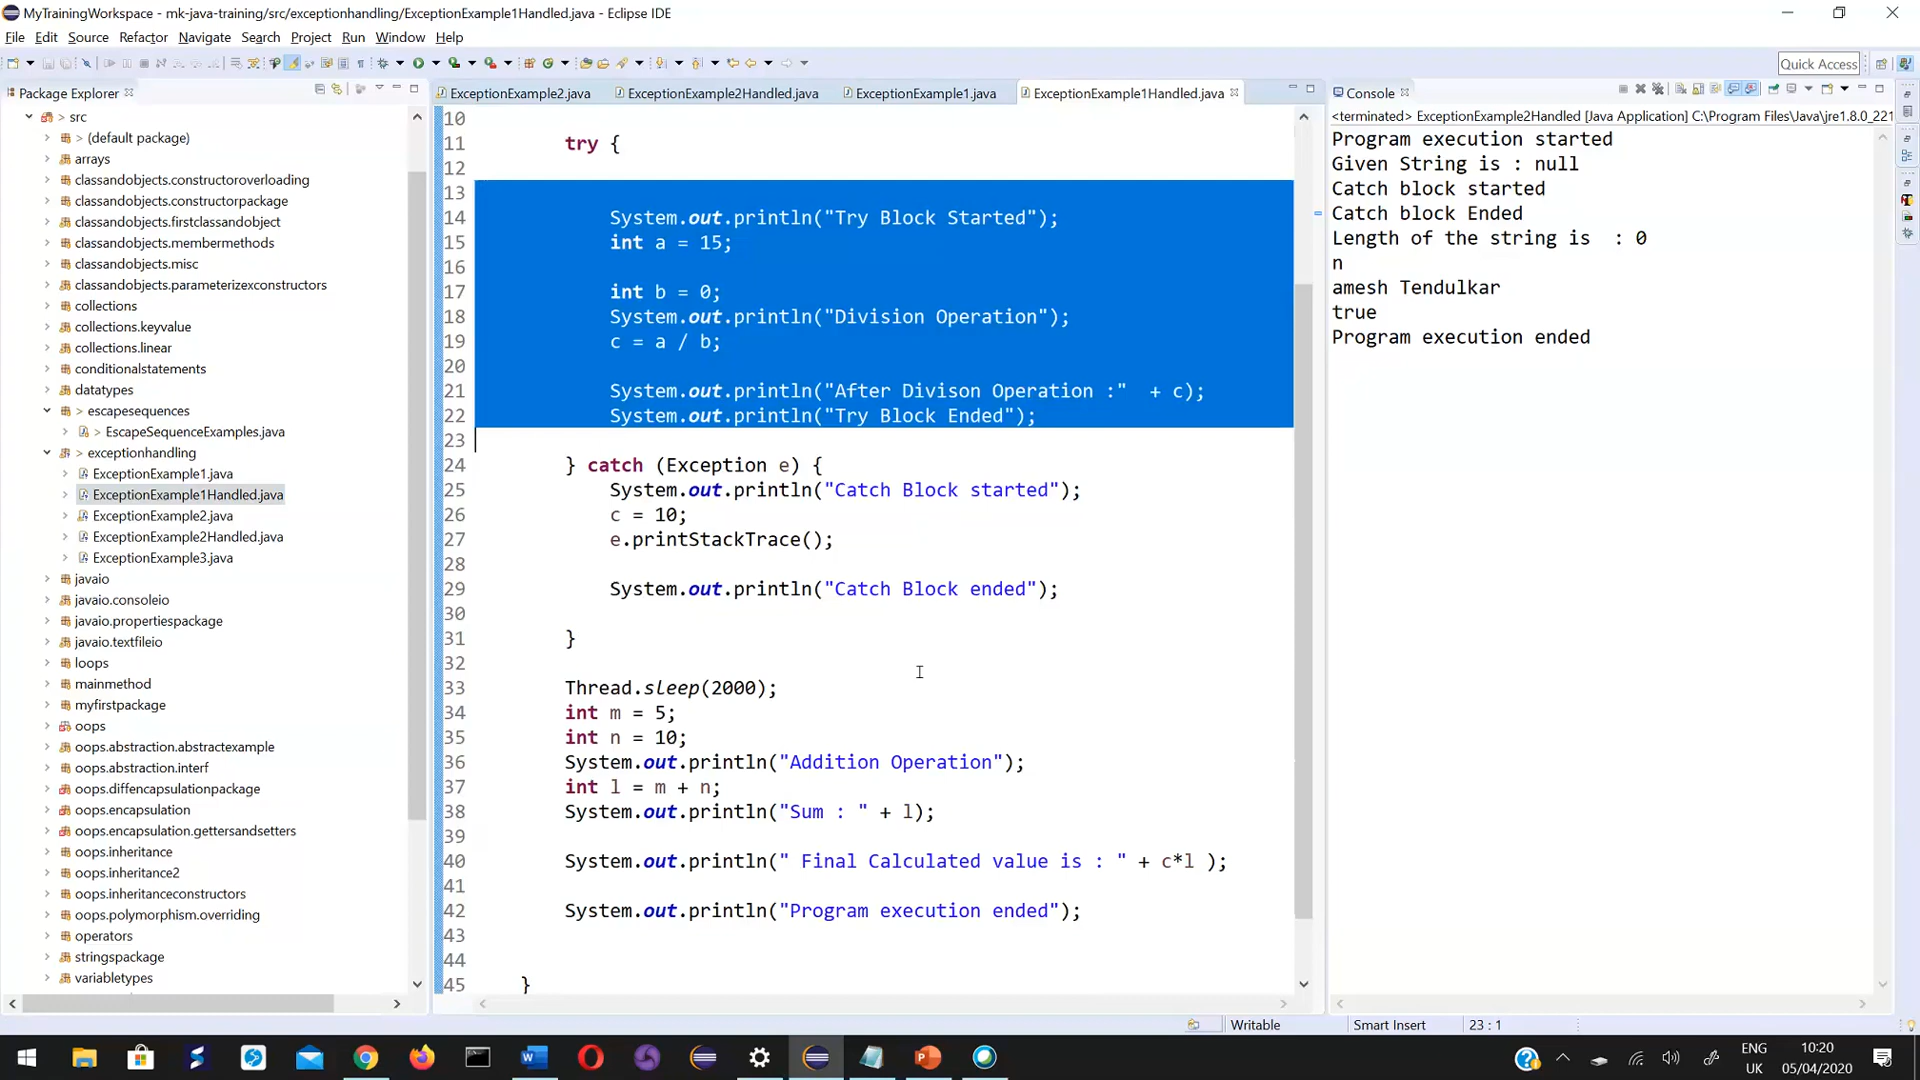 MyTrainingWorkspace - mk-java-training/src/exceptionhandling/ExceptionExample1Handled.java - Eclipse IDE
File Edit Source Refactor Navigate Search Project Run Window Help
Quick Access
Package Explorer
src
(default package)
arrays
classandobjects.constructoroverloading
classandobjects.constructorpackage
classandobjects.firstclassandobject
classandobjects.membermethods
classandobjects.misc
classandobjects.parameterizexconstructors
collections
collections.keyvalue
collections.linear
conditionalstatements
datatypes
escapesequences
EscapeSequenceExamples.java
exceptionhandling
ExceptionExample1.java
ExceptionExample1Handled.java
ExceptionExample2.java
ExceptionExample2Handled.java
ExceptionExample3.java
javaio
javaio.consoleio
javaio.propertiespackage
javaio.textfileio
loops
mainmethod
myfirstpackage
oops
oops.abstraction.abstractexample
oops.abstraction.interf
oops.diffencapsulationpackage
oops.encapsulation
oops.encapsulation.gettersandsetters
oops.inheritance
oops.inheritance2
oops.inheritanceconstructors
oops.polymorphism.overriding
operators
stringspackage
variabletypes
ExceptionExample2.java ExceptionExample2Handled.java ExceptionExample1.java ExceptionExample1Handled.java
10
11 try {
12
13
14 System.out.println("Try Block Started");
15 int a = 15;
16
17 int b = 0;
18 System.out.println("Division Operation");
19 c = a / b;
20
21 System.out.println("After Divison Operation :" + c);
22 System.out.println("Try Block Ended");
23
24 } catch (Exception e) {
25 System.out.println("Catch Block started");
26 c = 10;
27 e.printStackTrace();
28
29 System.out.println("Catch Block ended");
30
31 }
32
33 Thread.sleep(2000);
34 int m = 5;
35 int n = 10;
36 System.out.println("Addition Operation");
37 int l = m + n;
38 System.out.println("Sum : " + l);
39
40 System.out.println(" Final Calculated value is : " + c*l );
41
42 System.out.println("Program execution ended");
43
44
45 }
Console
<terminated> ExceptionExample2Handled [Java Application] C:\Program Files\Java\jre1.8.0_221
Program execution started
Given String is : null
Catch block started
Catch block Ended
Length of the string is : 0
n
amesh Tendulkar
true
Program execution ended
Writable Smart Insert 23 : 1
ENG
UK
10:20
05/04/2020